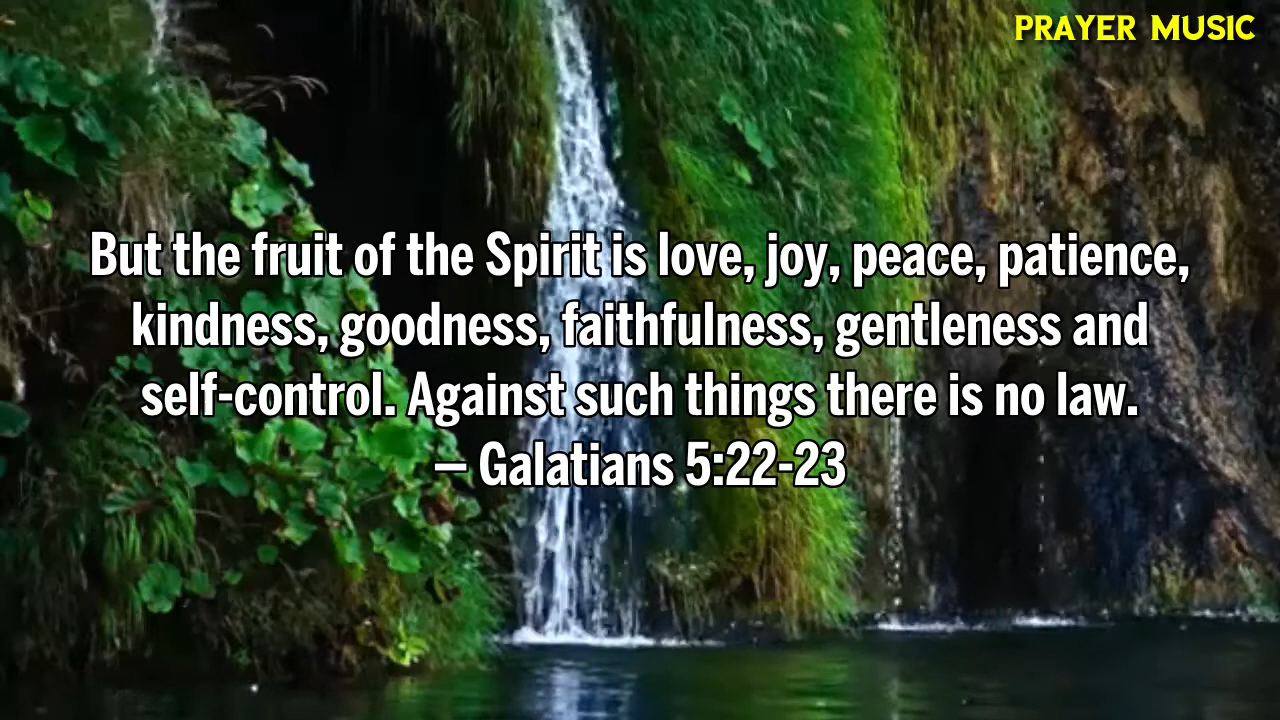 PRAYER MUSIC
But the fruit of the Spirit is love, joy, peace, patience,
kindness, goodness, faithfulness, gentleness and
self-control. Against such things there is no law.
– Galatians 5:22-23